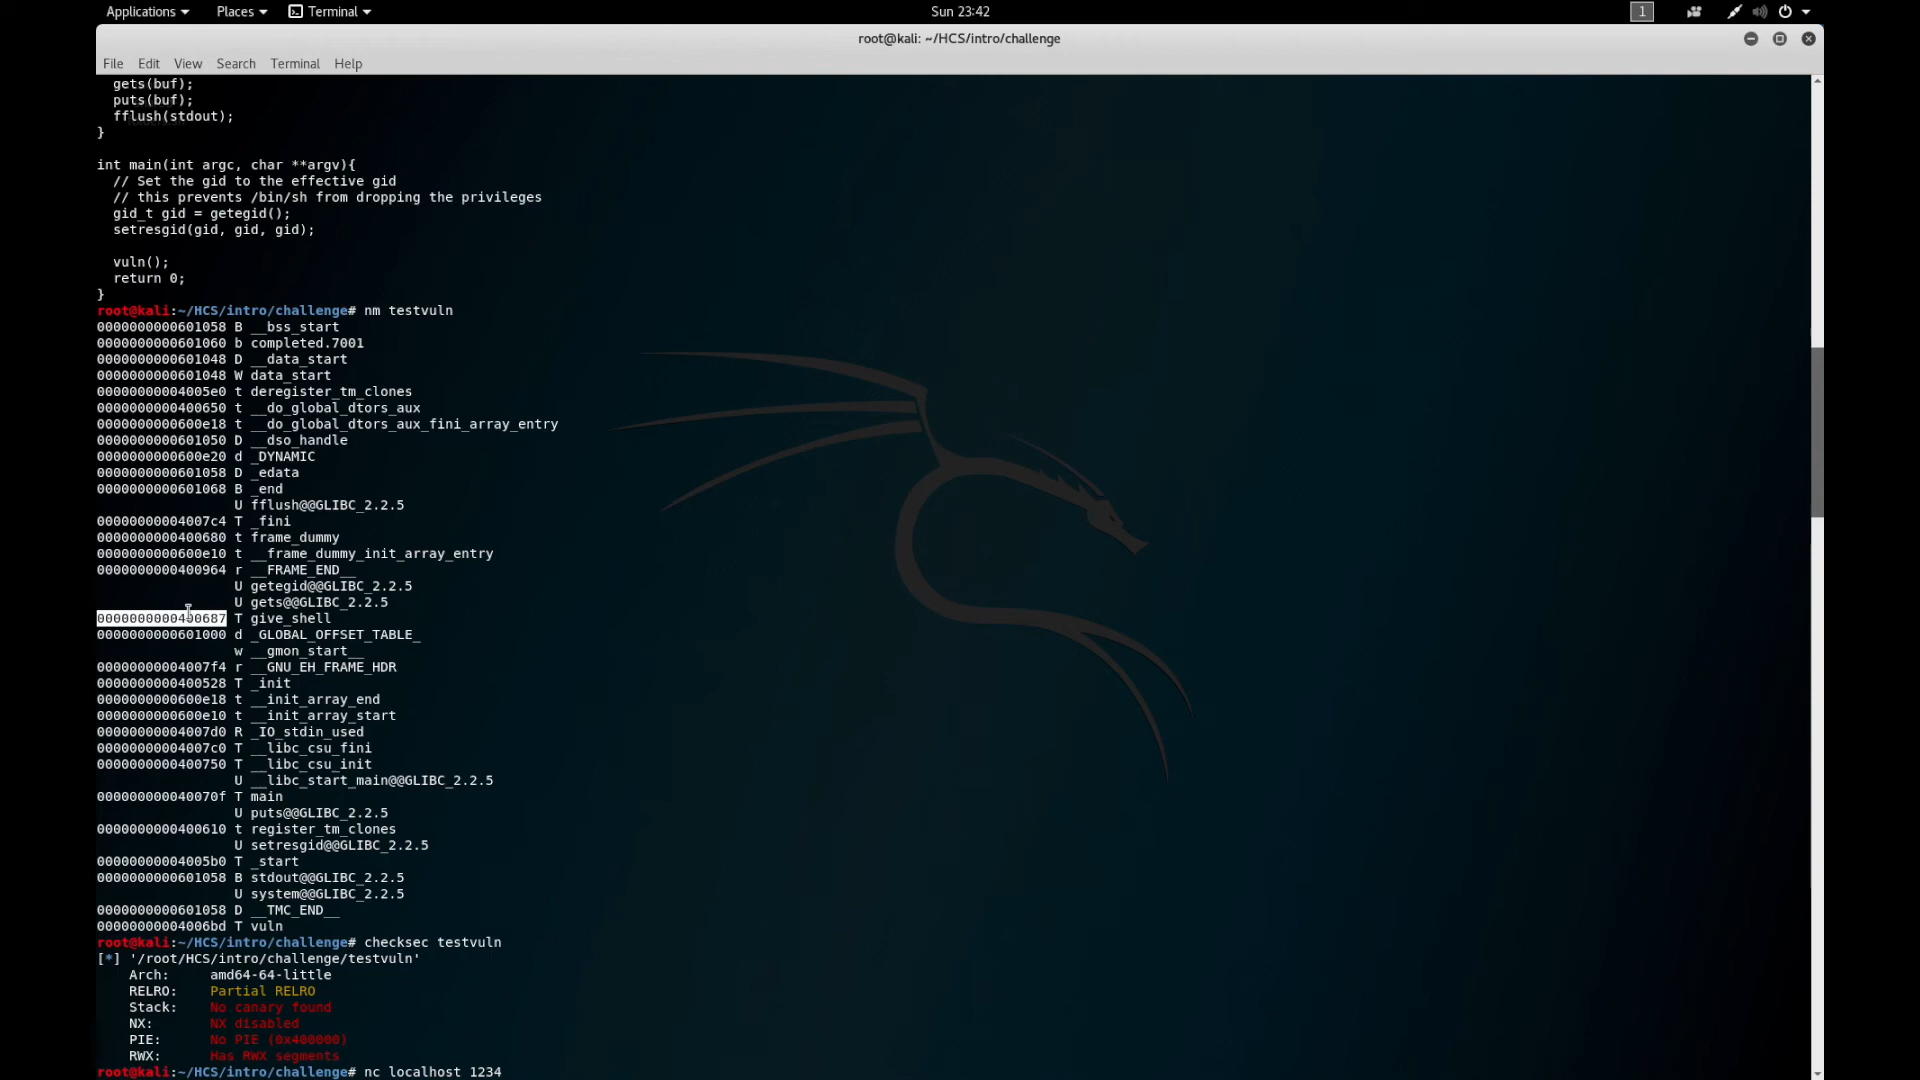 Applications Places Terminal Sun 23:42 1
root@kali: ~/HCS/intro/challenge
File Edit View Search Terminal Help
gets(buf);
puts(buf);
fflush(stdout);
}
int main(int argc, char **argv){
// Set the gid to the effective gid
// this prevents /bin/sh from dropping the privileges
gid_t gid = getegid();
setresgid(gid, gid, gid);
vuln();
return 0;
}
root@kali:~/HCS/intro/challenge# nm testvuln
0000000000601058 B __bss_start
0000000000601060 b completed.7001
0000000000601048 D __data_start
0000000000601048 W data_start
00000000004005e0 t deregister_tm_clones
0000000000400650 t __do_global_dtors_aux
0000000000600e18 t __do_global_dtors_aux_fini_array_entry
0000000000601050 D __dso_handle
0000000000600e20 d _DYNAMIC
0000000000601058 D _edata
0000000000601068 B _end
U fflush@@GLIBC_2.2.5
00000000004007c4 T _fini
0000000000400680 t frame_dummy
0000000000600e10 t __frame_dummy_init_array_entry
0000000000400964 r __FRAME_END__
U getegid@@GLIBC_2.2.5
U gets@@GLIBC_2.2.5
0000000000400687 T give_shell
0000000000601000 d _GLOBAL_OFFSET_TABLE_
w __gmon_start__
00000000004007f4 r __GNU_EH_FRAME_HDR
0000000000400528 T _init
0000000000600e18 t __init_array_end
0000000000600e10 t __init_array_start
00000000004007d0 R _IO_stdin_used
00000000004007c0 T __libc_csu_fini
0000000000400750 T __libc_csu_init
U __libc_start_main@@GLIBC_2.2.5
000000000040070f T main
U puts@@GLIBC_2.2.5
0000000000400610 t register_tm_clones
U setresgid@@GLIBC_2.2.5
00000000004005b0 T _start
0000000000601058 B stdout@@GLIBC_2.2.5
U system@@GLIBC_2.2.5
0000000000601058 D __TMC_END__
00000000004006bd T vuln
root@kali:~/HCS/intro/challenge# checksec testvuln
[*] '/root/HCS/intro/challenge/testvuln'
Arch: amd64-64-little
RELRO: Partial RELRO
Stack: No canary found
NX: NX disabled
PIE: No PIE (0x400000)
RWX: Has RWX segments
root@kali:~/HCS/intro/challenge# nc localhost 1234